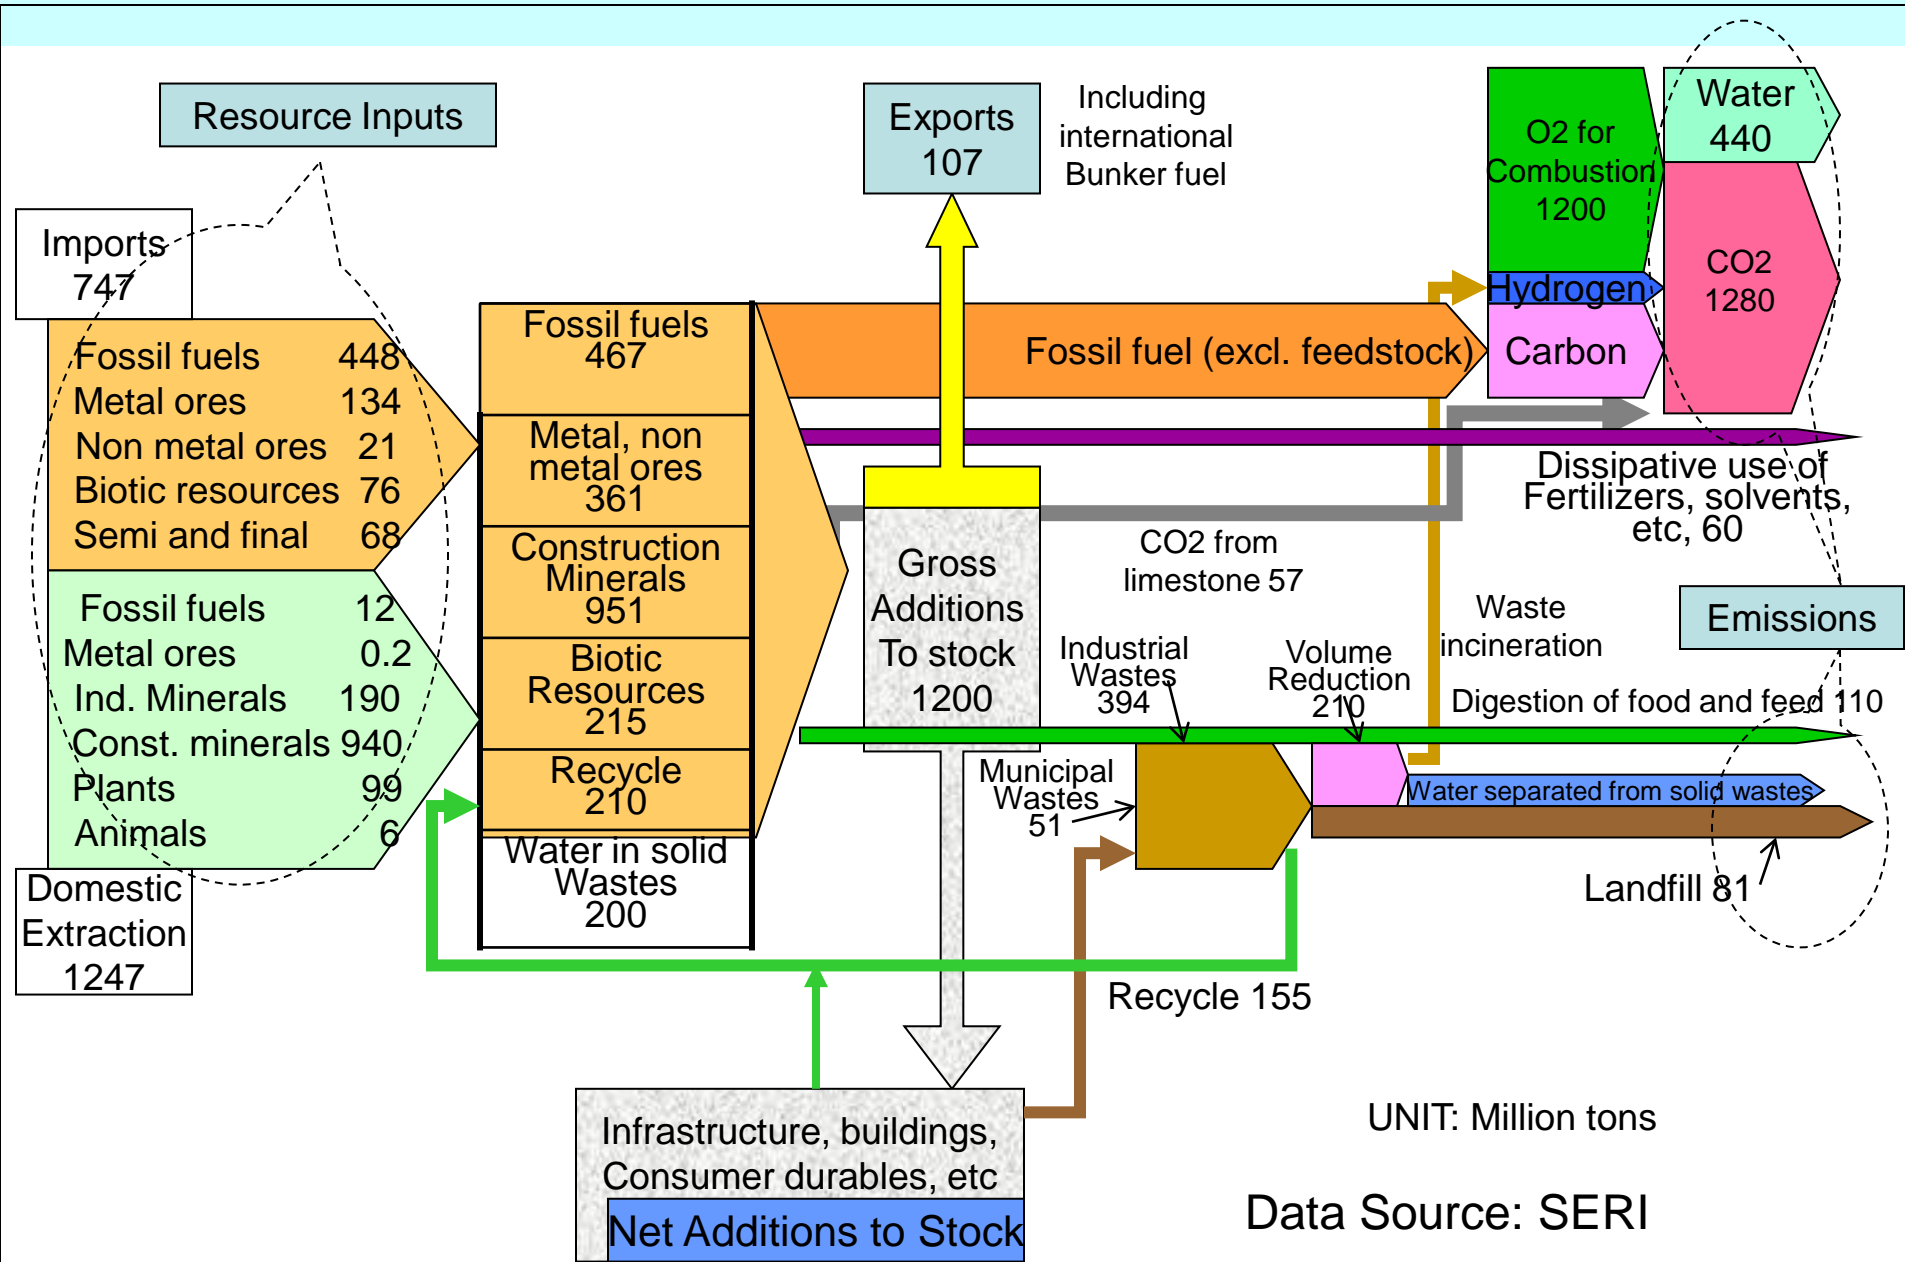 Resource Inputs
Imports
747
Fossil fuels 448
Metal ores 134
Non metal ores 21
Biotic resources 76
Semi and final 68
Fossil fuels 12
Metal ores 0.2
Ind. Minerals 190
Const. minerals 940
Plants 99
Animals 6
Domestic
Extraction
1247
Fossil fuels
467
Metal, non
metal ores
361
Construction
Minerals
951
Biotic
Resources
215
Recycle
210
Water in solid
Wastes
200
Exports
107
Including
international
Bunker fuel
Fossil fuel (excl. feedstock)
O2 for
Combustion
1200
Hydrogen
Carbon
Water
440
CO2
1280
Dissipative use of
Fertilizers, solvents,
etc, 60
Gross
Additions
To stock
1200
CO2 from
limestone 57
Waste
incineration
Emissions
Industrial
Wastes
394
Volume
Reduction
210
Digestion of food and feed 110
Municipal
Wastes
51
Water separated from solid wastes
Landfill 81
Recycle 155
Infrastructure, buildings,
Consumer durables, etc
Net Additions to Stock
UNIT: Million tons
Data Source: SERI